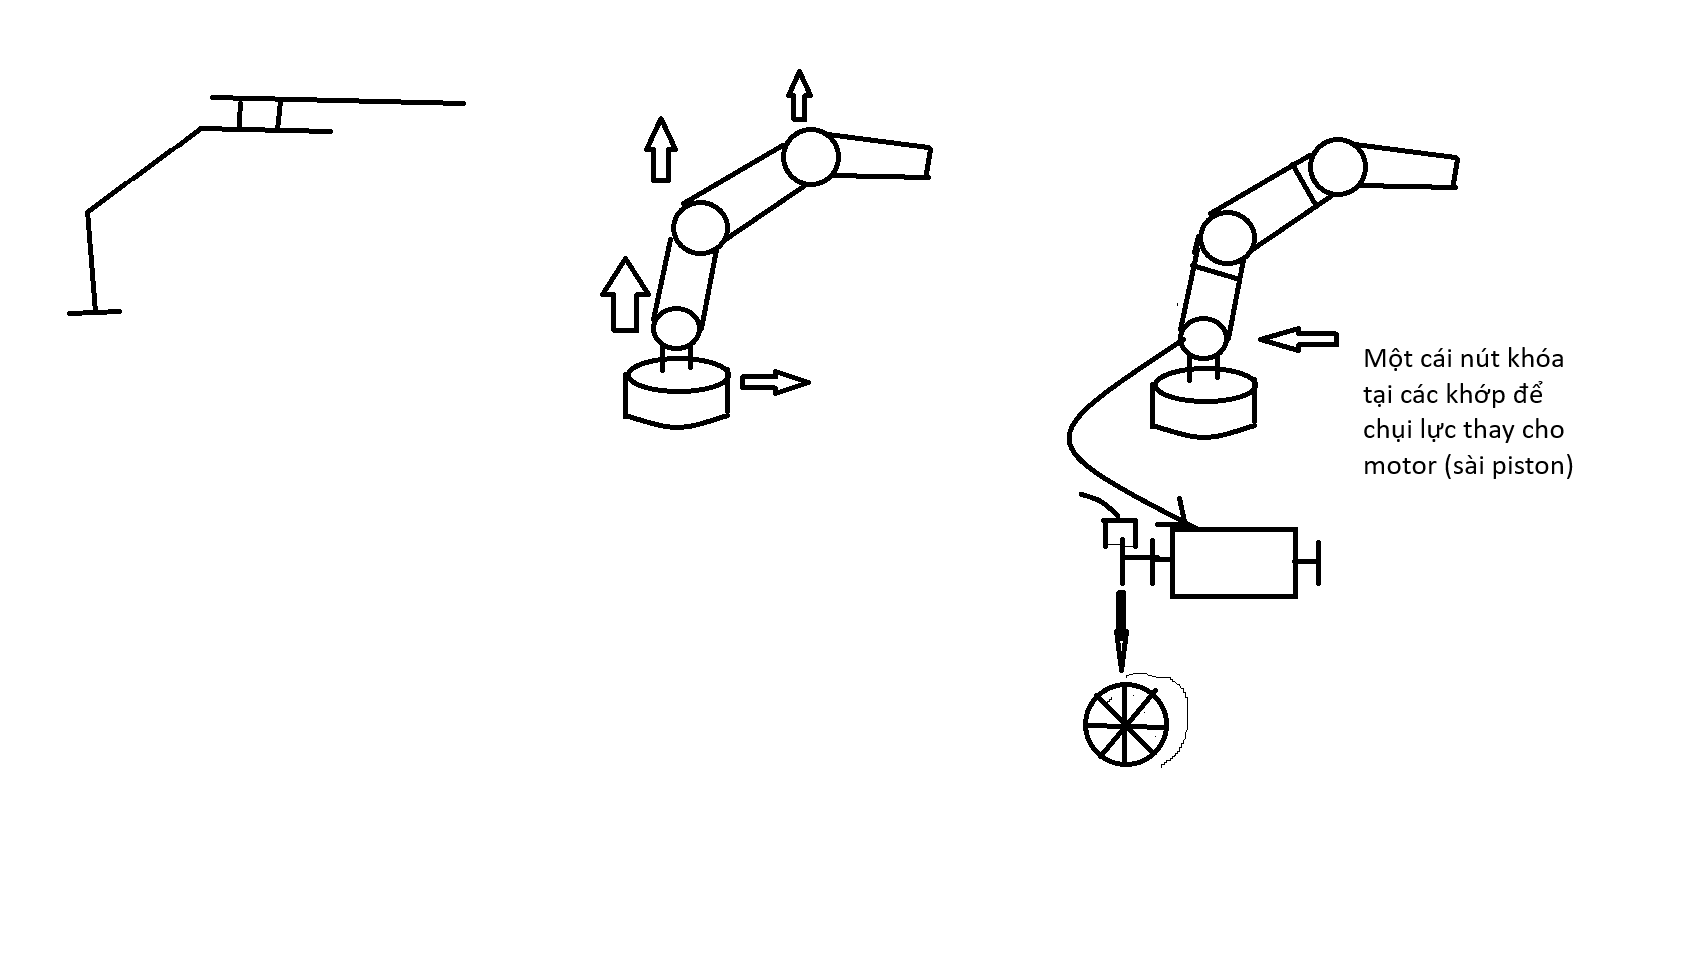 Một cái nút khóa
tại các khớp để
chụi lực thay cho
motor (sài piston)